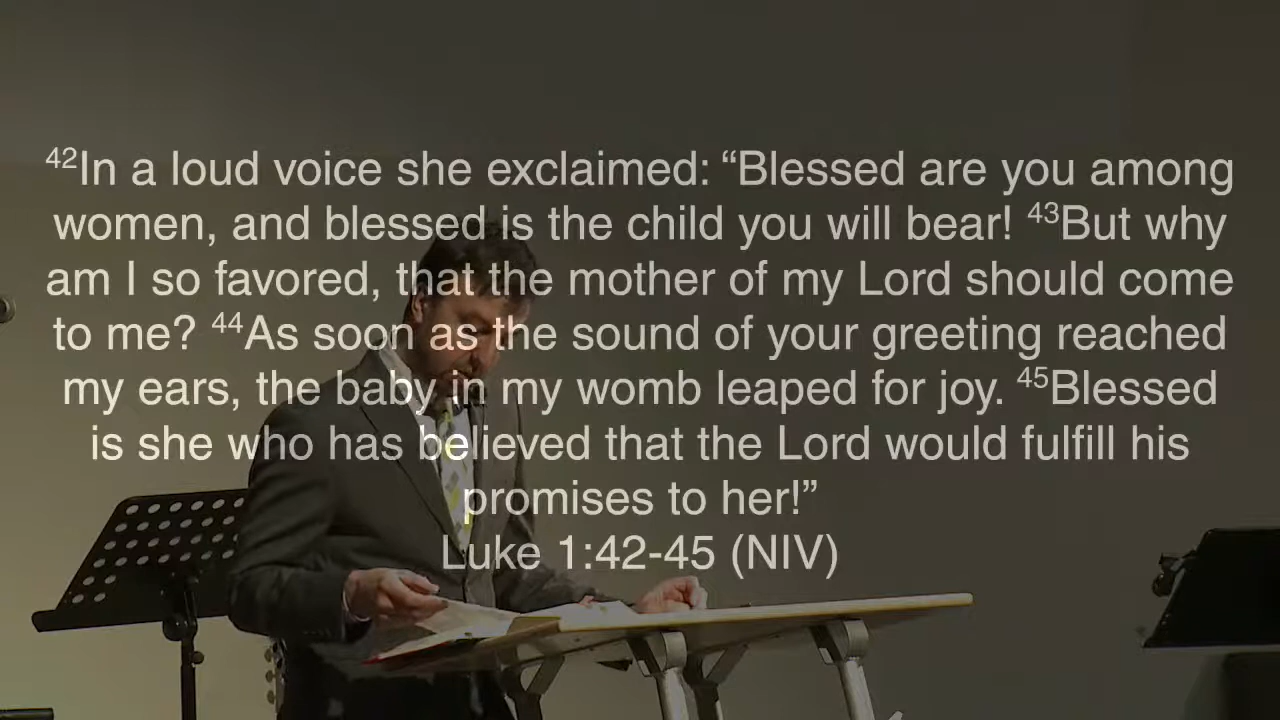 ⁴²In a loud voice she exclaimed: “Blessed are you among
women, and blessed is the child you will bear! ⁴³But why
am I so favored, that the mother of my Lord should come
to me? ⁴⁴As soon as the sound of your greeting reached
my ears, the baby in my womb leaped for joy. ⁴⁵Blessed
is she who has believed that the Lord would fulfill his
promises to her!”
Luke 1:42-45 (NIV)